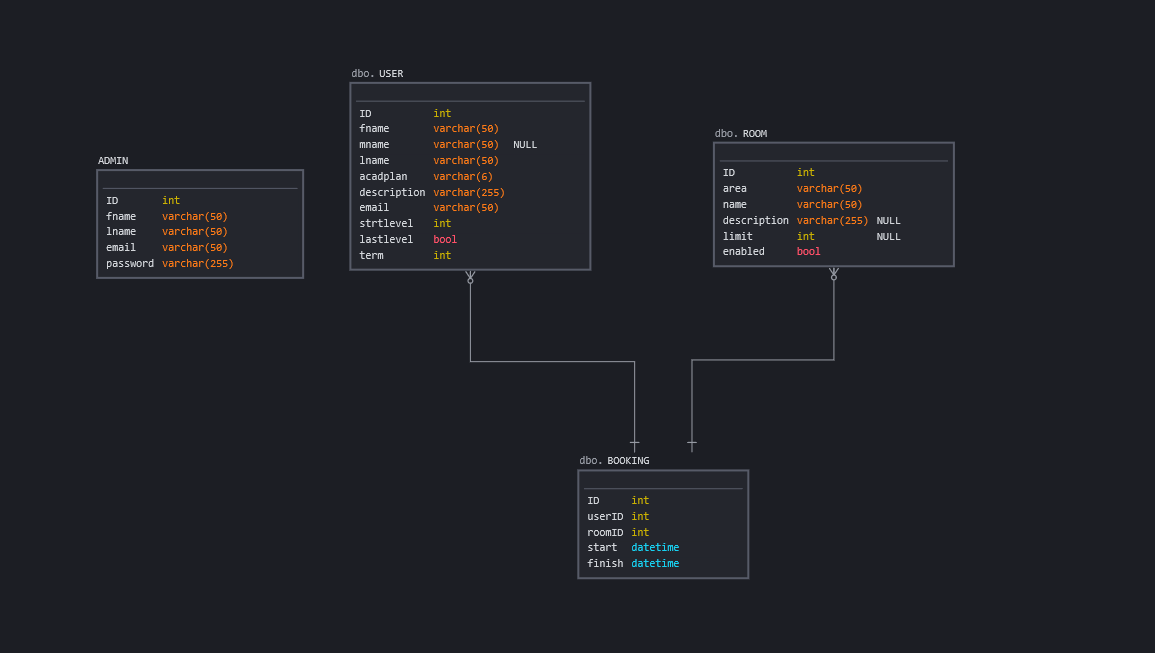 dbo. USER
ID int
fname varchar(50)
mname varchar(50) NULL
lname varchar(50)
acadplan varchar(6)
description varchar(255)
email varchar(50)
strtlevel int
lastlevel bool
term int
dbo. ROOM
ID int
area varchar(50)
name varchar(50)
description varchar(255) NULL
limit int NULL
enabled bool
ADMIN
ID int
fname varchar(50)
lname varchar(50)
email varchar(50)
password varchar(255)
dbo. BOOKING
ID int
userID int
roomID int
start datetime
finish datetime